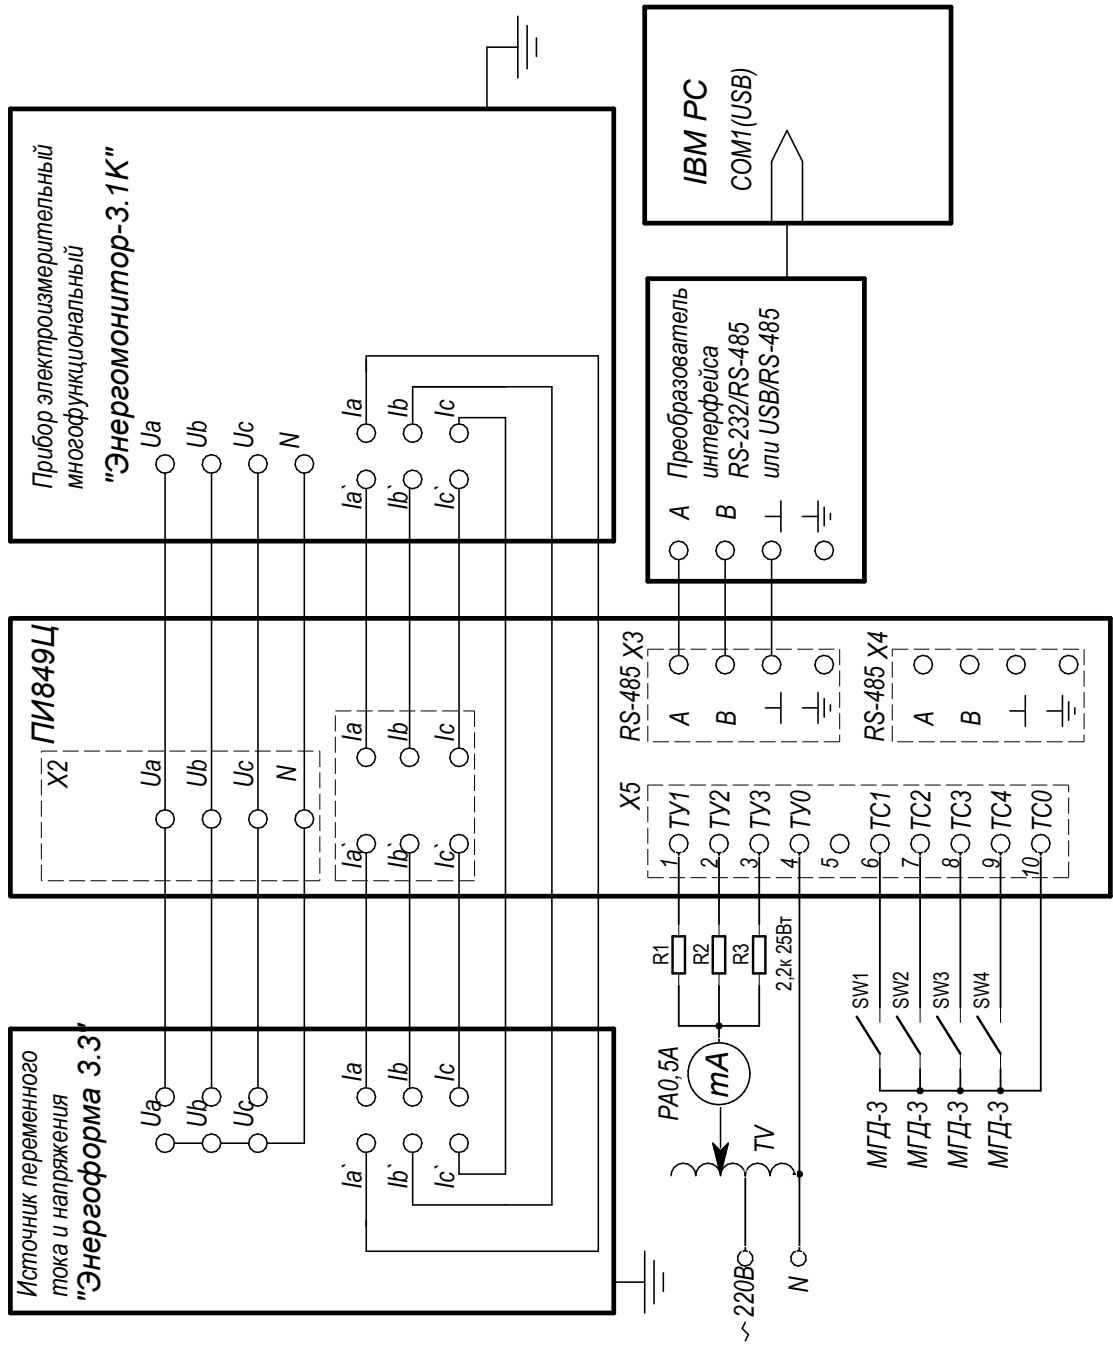 Источник переменного
тока и напряжения
"Энергоформа 3.3"
Ua
Ub
Uc
Ia
Ib
Ic
Ia`
Ib`
Ic`
ПИ849Ц
X2
Ua
Ub
Uc
N
Ia
Ib
Ic
Ia`
Ib`
Ic`
Прибор электроизмерительный
многофункциональный
"Энергомонитор-3.1К"
Ua
Ub
Uc
N
Ia`
Ib`
Ic`
Ia
Ib
Ic
~220В
N
TV
PA0,5A
mA
R1
R2
R3
2,2к 25Вт
X5
1 ТУ1
2 ТУ2
3 ТУ3
4 ТУ0
5
6 ТС1
7 ТС2
8 ТС3
9 ТС4
10 ТС0
МГД-3
МГД-3
МГД-3
МГД-3
SW1
SW2
SW3
SW4
RS-485 X3
A
B
RS-485 X4
A
B
A
B
Преобразователь
интерфейса
RS-232/RS-485
или USB/RS-485
IBM PC
COM1(USB)